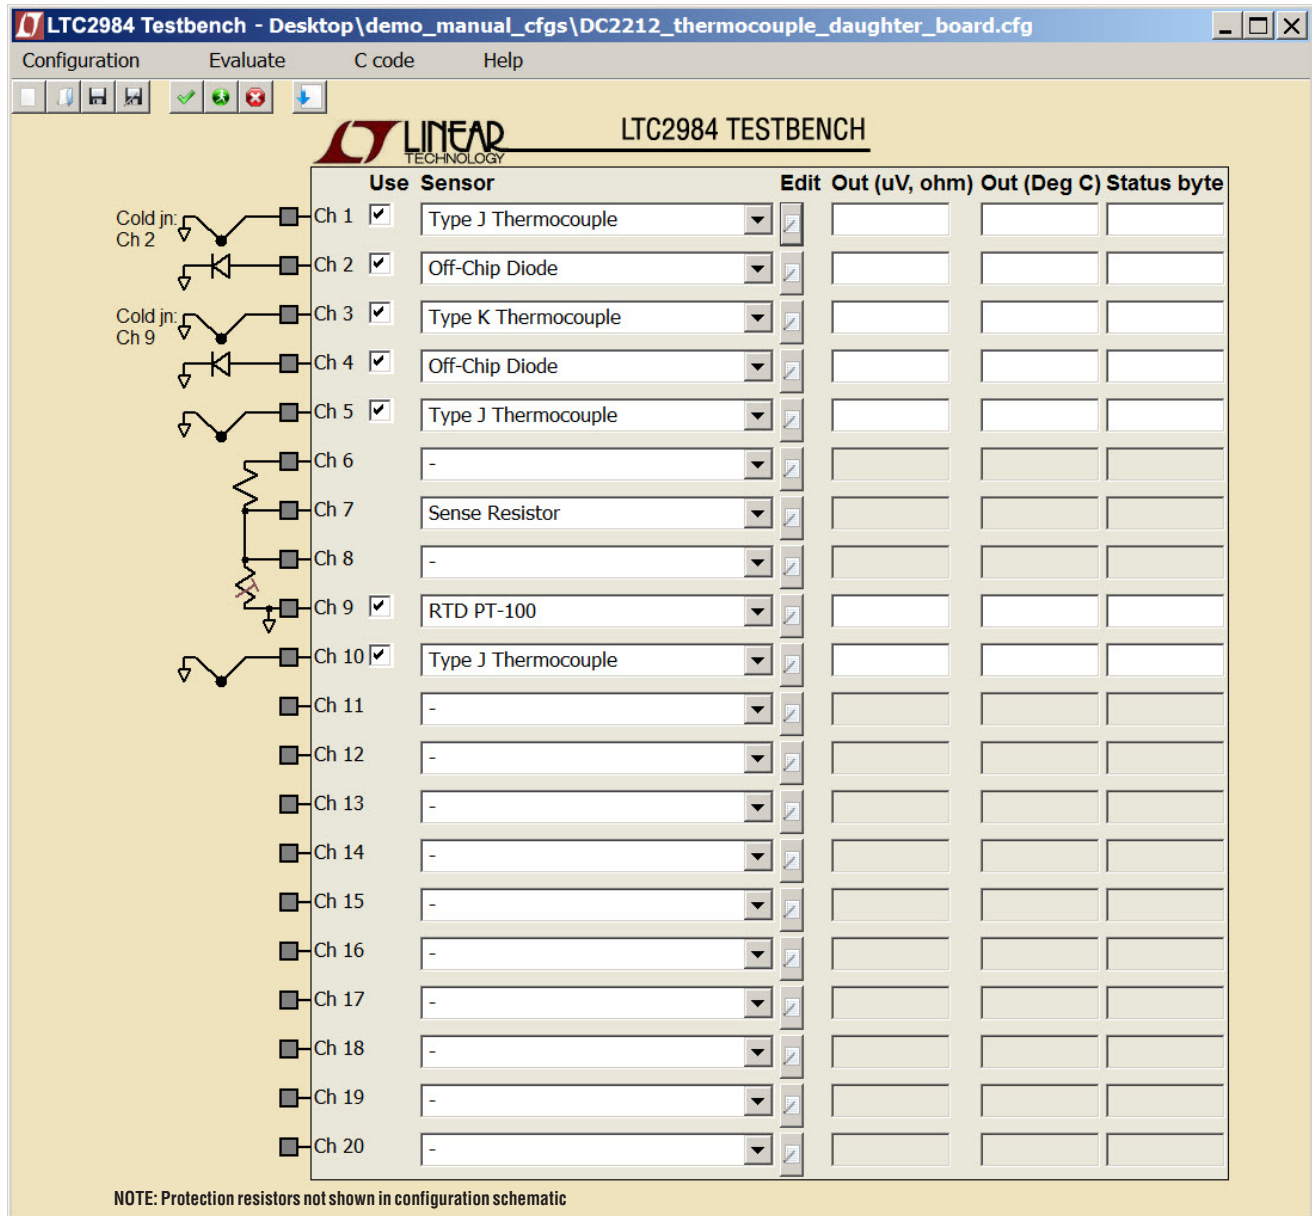 LTC2984 Testbench - Desktop\demo_manual_cfgs\DC2212_thermocouple_daughter_board.cfg
Configuration Evaluate C code Help
LINEAR TECHNOLOGY
LTC2984 TESTBENCH
Use Sensor Edit Out (uV, ohm) Out (Deg C) Status byte
Cold jn: Ch 2
Ch 1 Type J Thermocouple
Ch 2 Off-Chip Diode
Cold jn: Ch 9
Ch 3 Type K Thermocouple
Ch 4 Off-Chip Diode
Ch 5 Type J Thermocouple
Ch 6 -
Ch 7 Sense Resistor
Ch 8 -
Ch 9 RTD PT-100
Ch 10 Type J Thermocouple
Ch 11 -
Ch 12 -
Ch 13 -
Ch 14 -
Ch 15 -
Ch 16 -
Ch 17 -
Ch 18 -
Ch 19 -
Ch 20 -
NOTE: Protection resistors not shown in configuration schematic